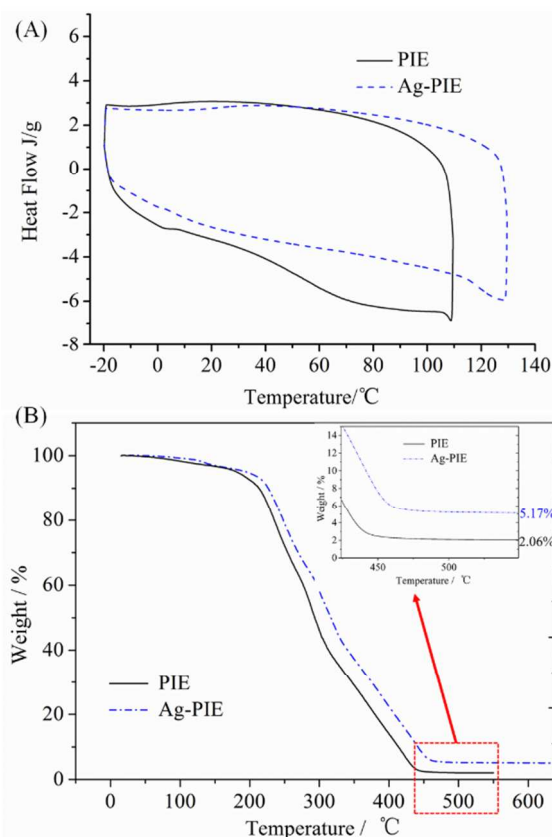 (A)
PIE
Ag-PIE
Heat Flow J/g
6
4
2
0
-2
-4
-6
-8
-20 0 20 40 60 80 100 120 140
Temperature/℃
(B)
PIE
Ag-PIE
Weight / %
14
12
10
8
6
4
2
0
5.17%
2.06%
450 500
Temperature / ℃
Weight / %
100
80
60
40
20
0
PIE
Ag-PIE
0 100 200 300 400 500 600
Temperature / ℃